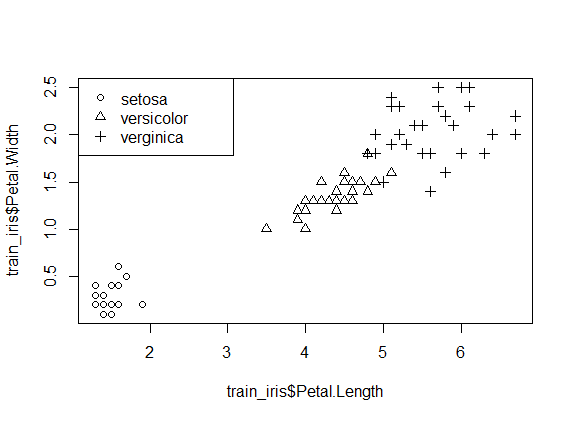 setosa
versicolor
verginica
2.5
2.0
1.5
1.0
0.5
train_iris$Petal.Width
2 3 4 5 6
train_iris$Petal.Length